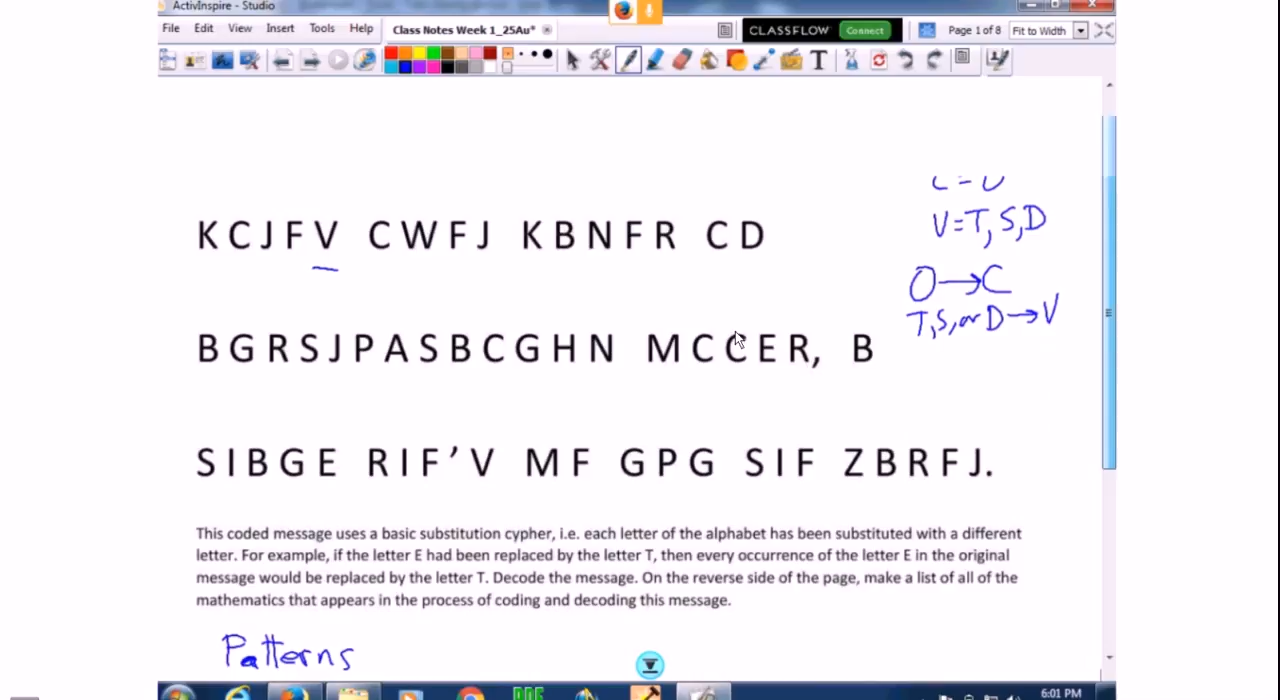 ActivInspire - Studio
File Edit View Insert Tools Help Class Notes Week 1_25Au* CLASSFLOW Connect Page 1 of 8 Fit to Width
V=T, S, D
KCJFV CWFJ KBNFR CD
O→C
T, S, or D→V
BGRSJPASBCGHN MCCER, B
SIBGE RIF’V MF GPG SIF ZBRFJ.
This coded message uses a basic substitution cypher, i.e. each letter of the alphabet has been substituted with a different
letter. For example, if the letter E had been replaced by the letter T, then every occurrence of the letter E in the original
message would be replaced by the letter T. Decode the message. On the reverse side of the page, make a list of all of the
mathematics that appears in the process of coding and decoding this message.
Patterns
6:01 PM